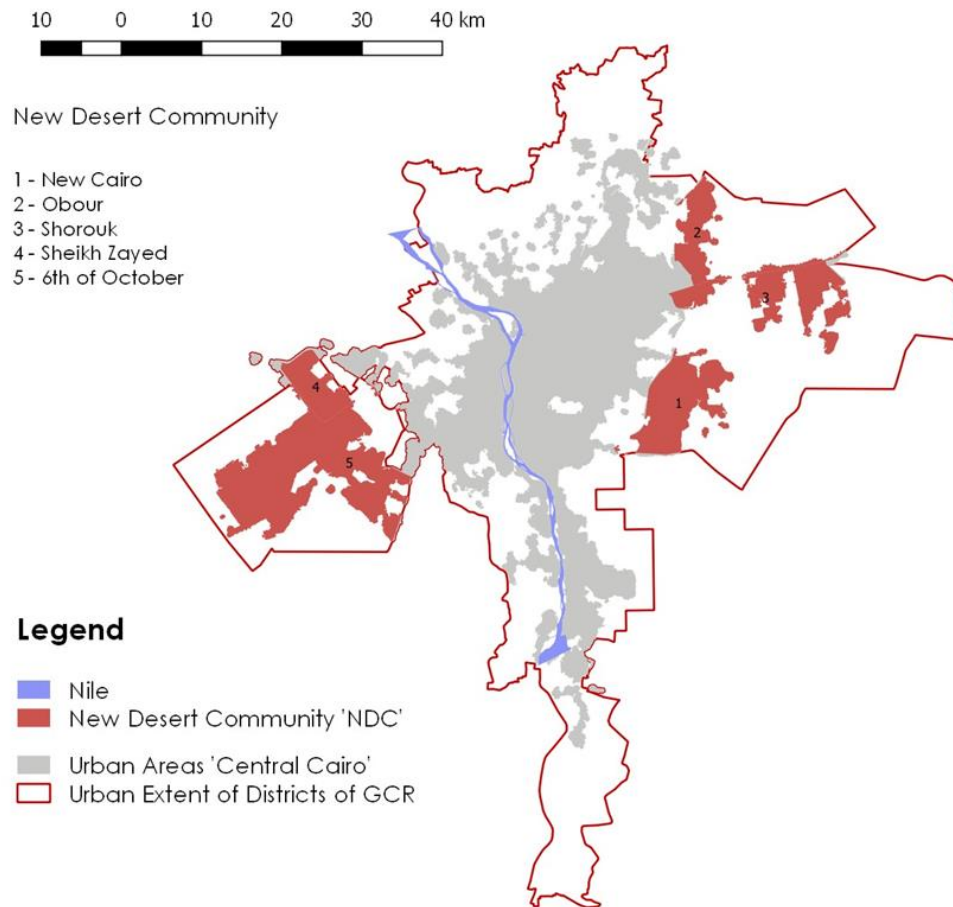 10 0 10 20 30 40 km
New Desert Community
1 - New Cairo
2 - Obour
3 - Shorouk
4 - Sheikh Zayed
5 - 6th of October
2
3
4
1
5
Legend
Nile
New Desert Community 'NDC'
Urban Areas 'Central Cairo'
Urban Extent of Districts of GCR